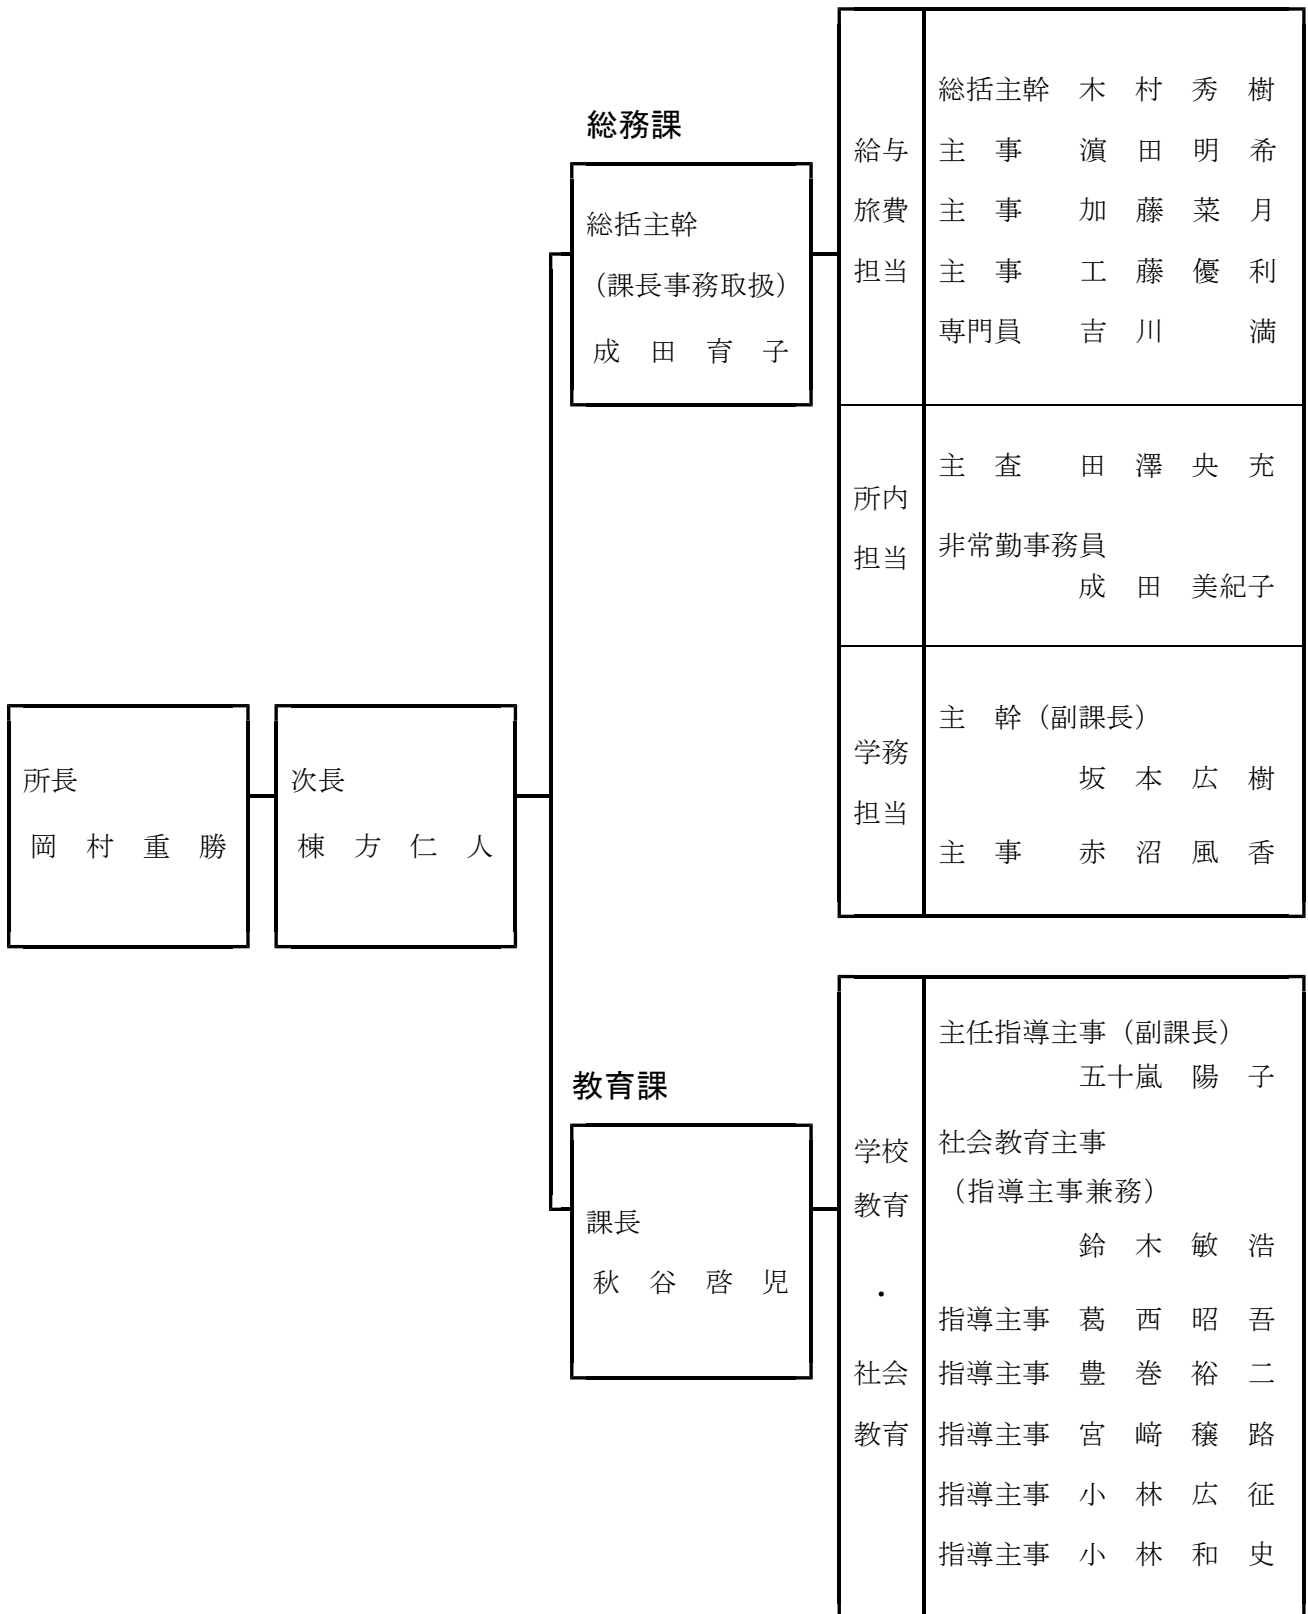 所長
岡村重勝
次長
棟方仁人
総務課
総括主幹
（課長事務取扱）
成田育子
給与
旅費
担当
総括主幹 木村秀樹
主事 濵田明希
主事 加藤菜月
主事 工藤優利
専門員 吉川満
所内
担当
主査 田澤央充
非常勤事務員
成田 美紀子
学務
担当
主幹（副課長）
坂本広樹
主事 赤沼風香
教育課
課長
秋谷啓児
学校
教育
・
社会
教育
主任指導主事（副課長）
五十嵐陽子
社会教育主事
（指導主事兼務）
鈴木敏浩
指導主事 葛西昭吾
指導主事 豊巻裕二
指導主事 宮﨑穣路
指導主事 小林広征
指導主事 小林和史